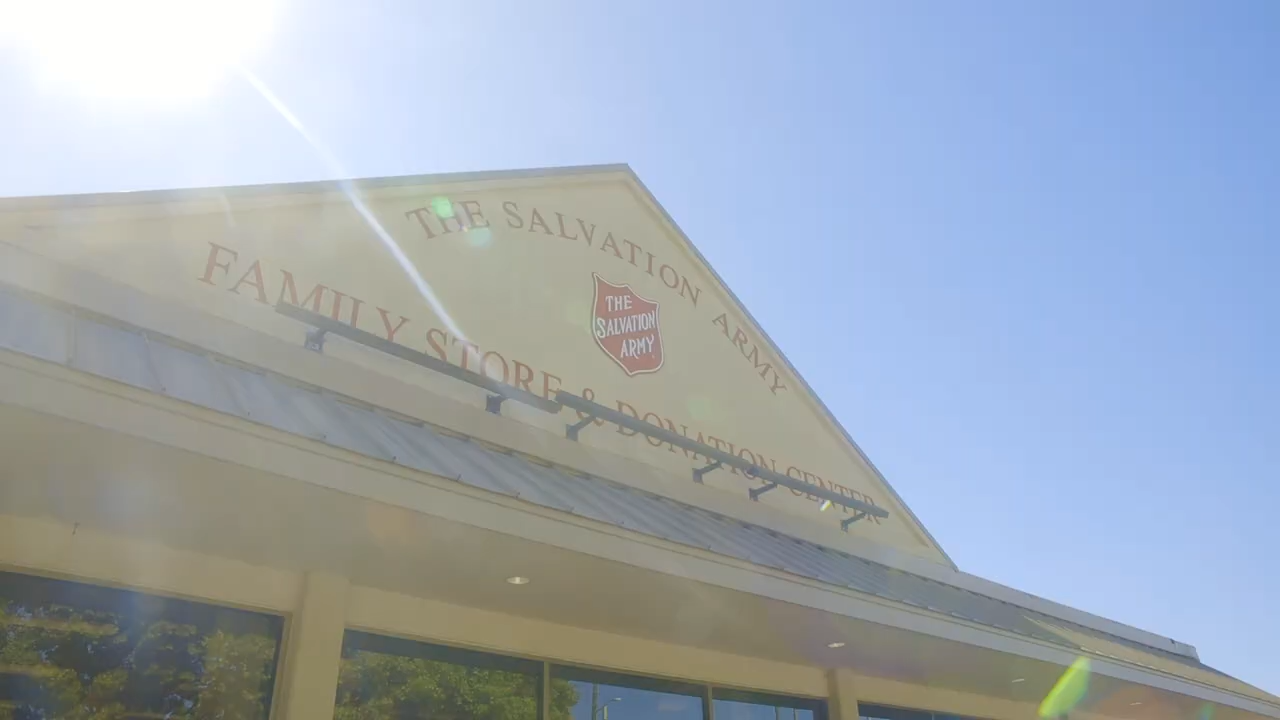 THE SALVATION ARMY
THE
SALVATION
ARMY
FAMILY STORE & DONATION CENTER